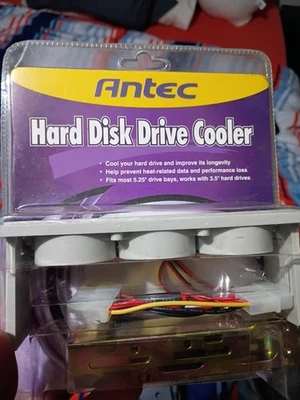 Antec
Hard Disk Drive Cooler
• Cool your hard drive and improve its longevity
• Help prevent heat-related data and performance loss
• Fits most 5.25" drive bays, works with 3.5" hard drives